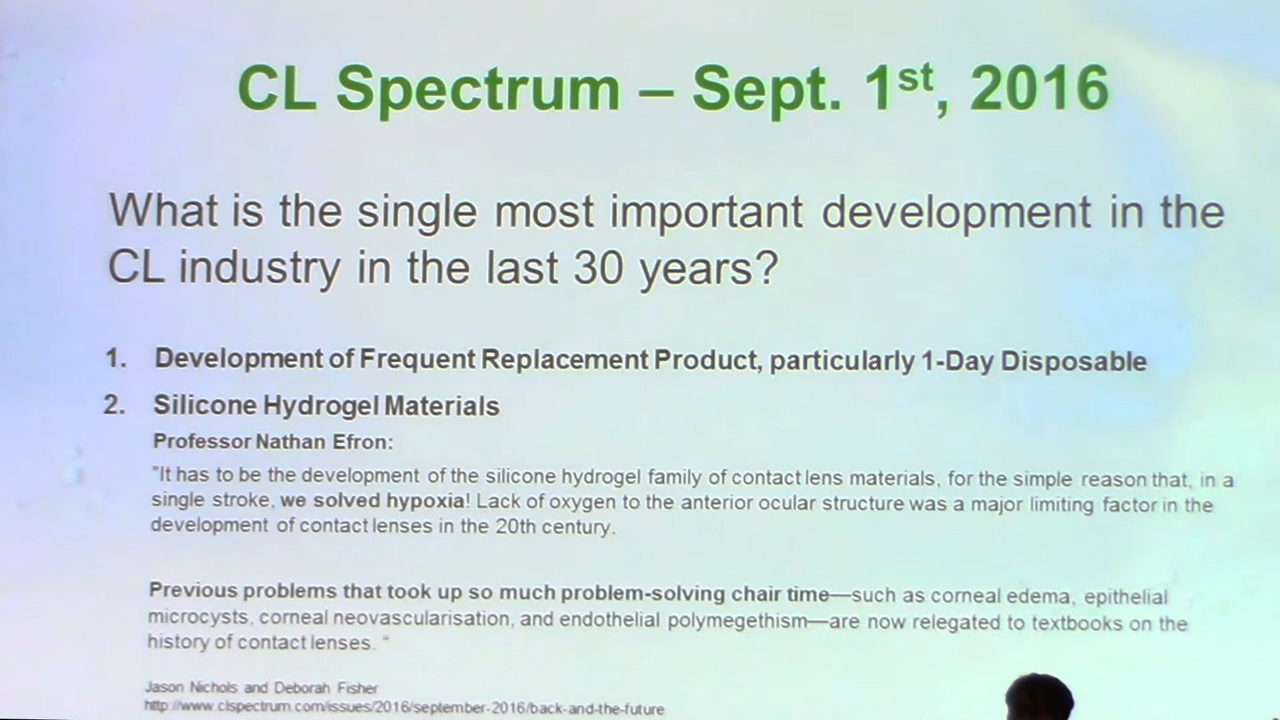 CL Spectrum – Sept. 1st, 2016
What is the single most important development in the
CL industry in the last 30 years?
1. Development of Frequent Replacement Product, particularly 1-Day Disposable
2. Silicone Hydrogel Materials
Professor Nathan Efron:
"It has to be the development of the silicone hydrogel family of contact lens materials, for the simple reason that, in a
single stroke, we solved hypoxia! Lack of oxygen to the anterior ocular structure was a major limiting factor in the
development of contact lenses in the 20th century.
Previous problems that took up so much problem-solving chair time—such as corneal edema, epithelial
microcysts, corneal neovascularisation, and endothelial polymegethism—are now relegated to textbooks on the
history of contact lenses. "
Jason Nichols and Deborah Fisher
http://www.clspectrum.com/issues/2016/september-2016/back-and-the-future